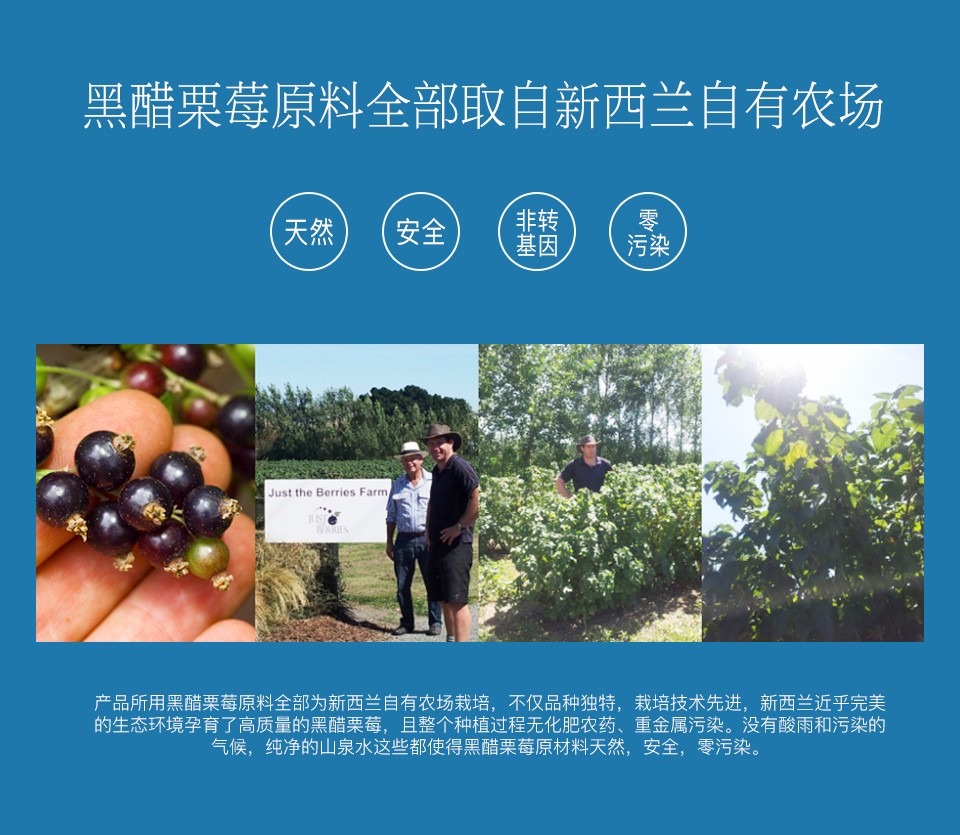 黑醋栗莓原料全部取自新西兰自有农场
天然
安全
非转
基因
零
污染
Just the Berries Farm
JUST
BERRIES
产品所用黑醋栗莓原料全部为新西兰自有农场栽培，不仅品种独特，栽培技术先进，新西兰近乎完美
的生态环境孕育了高质量的黑醋栗莓，且整个种植过程无化肥农药、重金属污染。没有酸雨和污染的
气候，纯净的山泉水这些都使得黑醋栗莓原材料天然，安全，零污染。